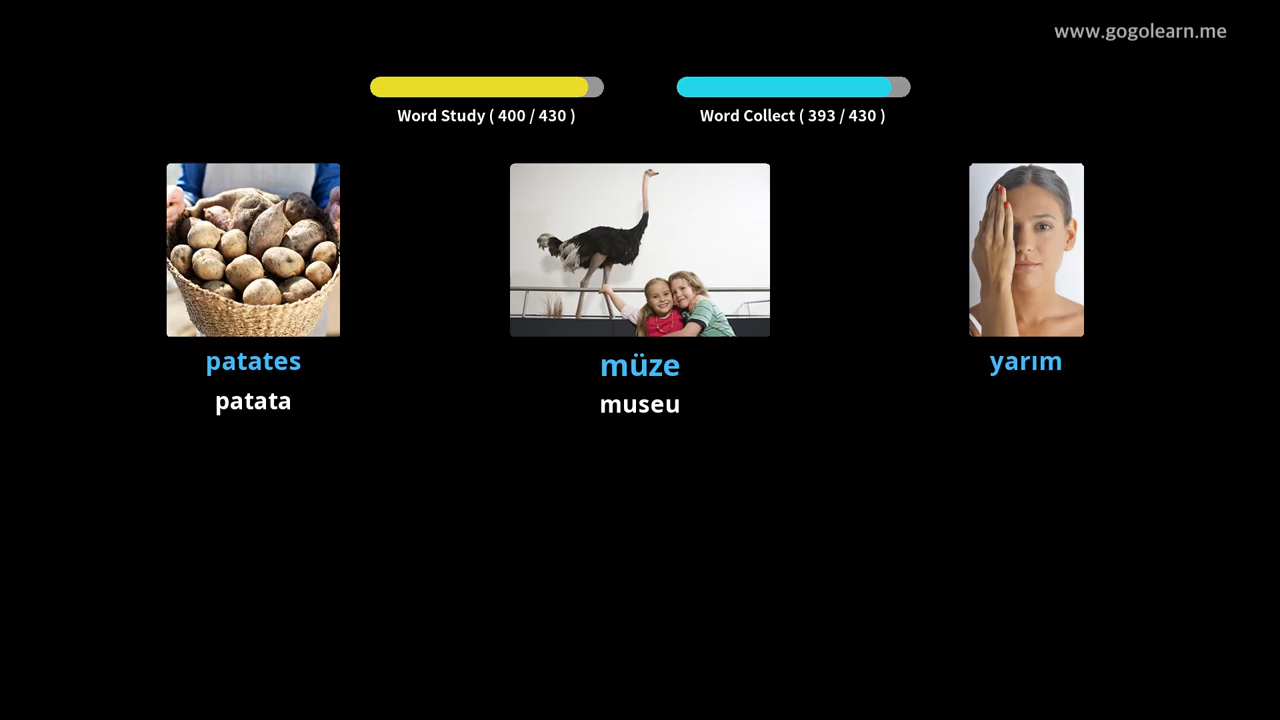 www.gogolearn.me
Word Study ( 400 / 430 )
Word Collect ( 393 / 430 )
patates
patata
müze
museu
yarım